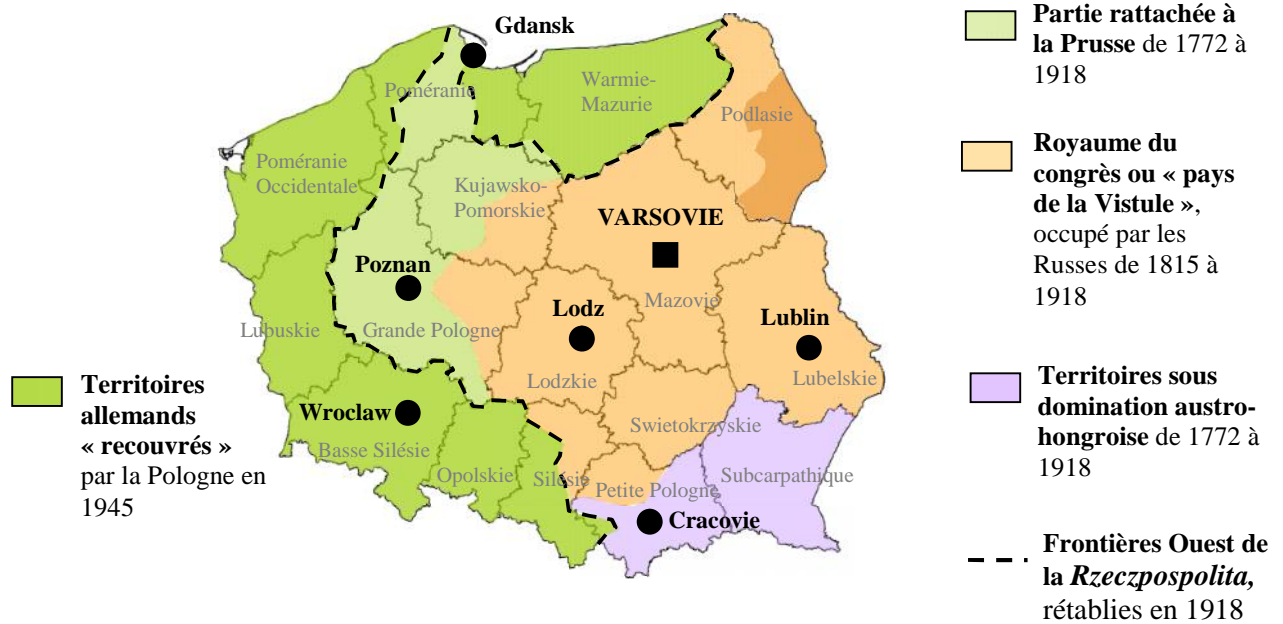 Gdansk
Warmie-
Mazurie
Poméranie
Podlasie
Poméranie
Occidentale
Kujawsko-
Pomorskie
VARSOVIE
Poznan
Mazovie
Lodz
Lublin
Lubuskie
Grande Pologne
Lodzkie
Lubelskie
Wroclaw
Swietokrzyskie
Basse Silésie
Opolskie
Silésie
Petite Pologne
Subcarpathique
Cracovie
Territoires
allemands
« recouvrés »
par la Pologne en
1945
Partie rattachée à
la Prusse de 1772 à
1918
Royaume du
congrès ou « pays
de la Vistule »,
occupé par les
Russes de 1815 à
1918
Territoires sous
domination austro-
hongroise de 1772 à
1918
Frontières Ouest de
la Rzeczpospolita,
rétablies en 1918